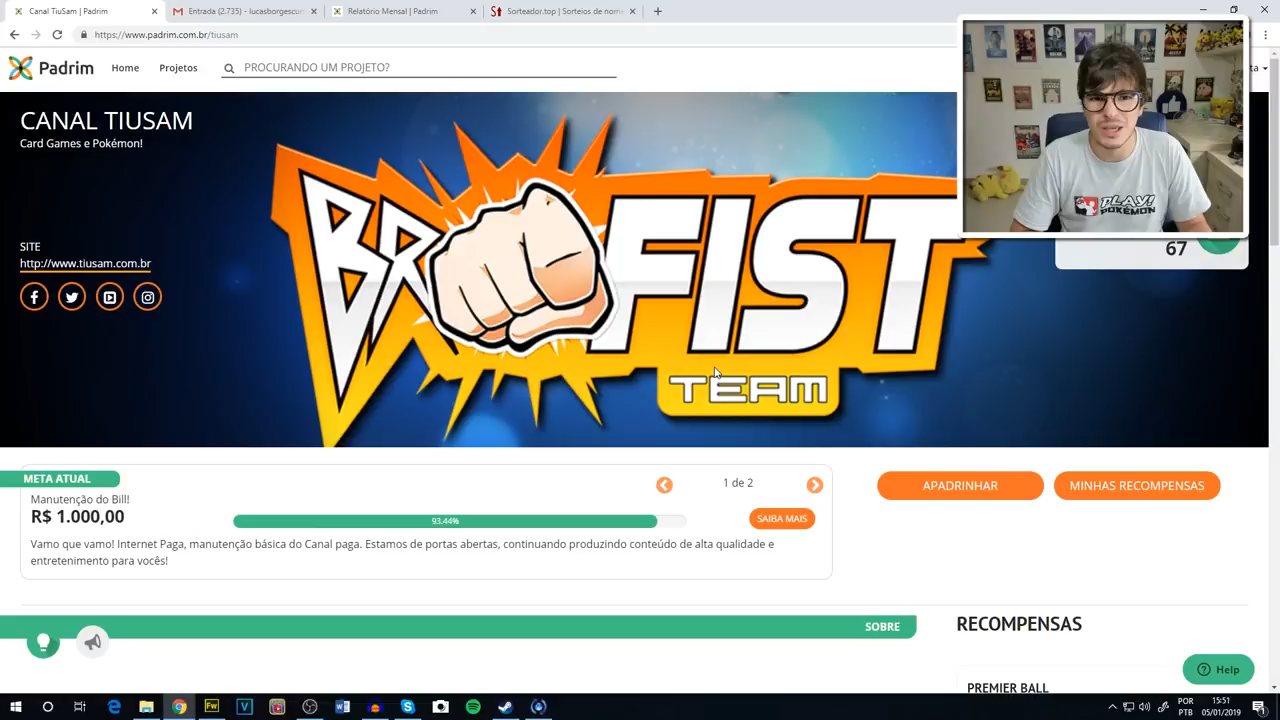 Canal TiuSam | Padrim
Entrada (2.735) - lucasborgescur
Relatório Mensal | Padrim
Sorteador.top | Sorteios de nome
https://www.padrim.com.br/tiusam
Padrim
Home
Projetos
PROCURANDO UM PROJETO?
ta
CANAL TIUSAM
Card Games e Pokémon!
SITE
http://www.tiusam.com.br
BRO FIST
TEAM
PLAY!
POKÉMON
67
META ATUAL
Manutenção do Bill!
R$ 1.000,00
1 de 2
93.44%
SAIBA MAIS
Vamo que vamo! Internet Paga, manutenção básica do Canal paga. Estamos de portas abertas, continuando produzindo conteúdo de alta qualidade e
entretenimento para vocês!
APADRINHAR
MINHAS RECOMPENSAS
SOBRE
RECOMPENSAS
PREMIER BALL
Help
Fw
V
POR
PTB
15:51
05/01/2019